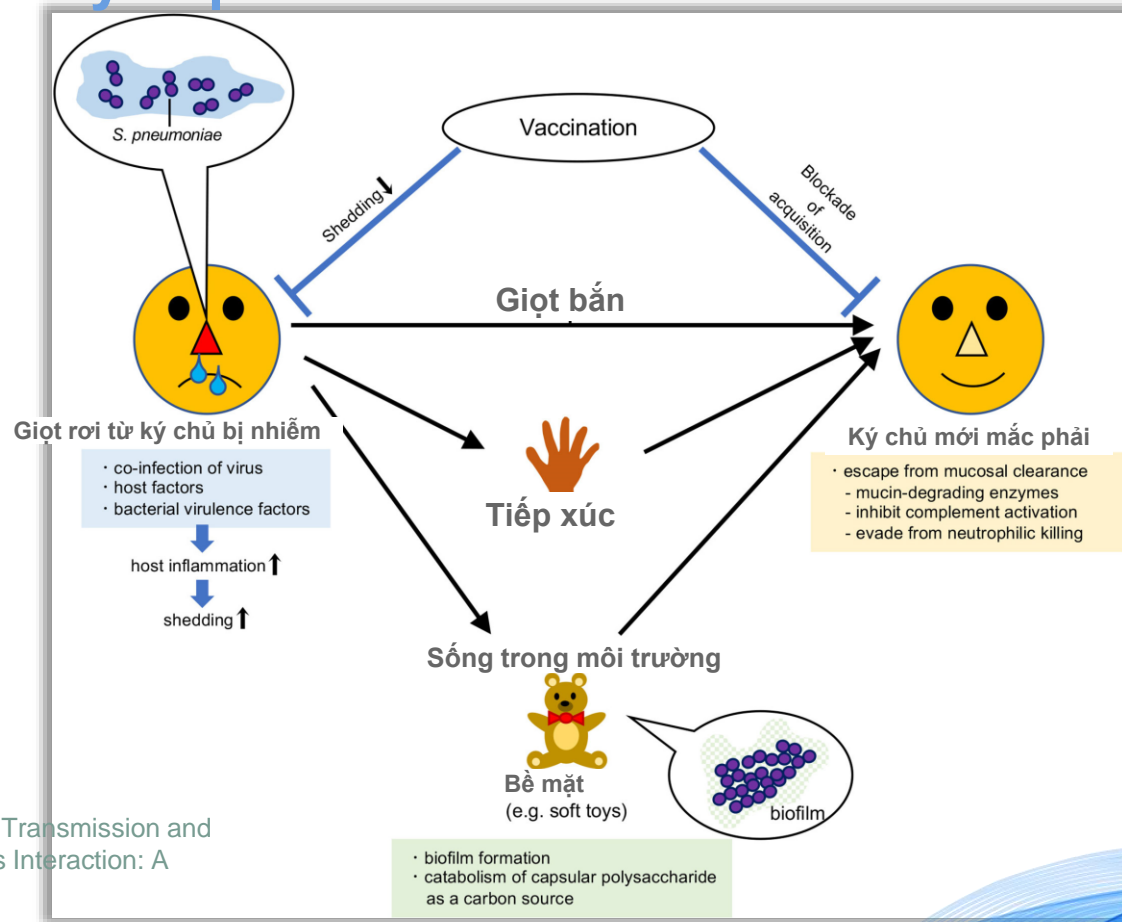 S. pneumoniae
Vaccination
Shedding
Blockade
of
acquisition
Giọt bắn
Giọt rơi từ ký chủ bị nhiễm
Ký chủ mới mắc phải
· co-infection of virus
· host factors
· bacterial virulence factors
host inflammation
shedding
Tiếp xúc
· escape from mucosal clearance
- mucin-degrading enzymes
- inhibit complement activation
- evade from neutrophilic killing
Sống trong môi trường
Bề mặt
(e.g. soft toys)
biofilm
· biofilm formation
· catabolism of capsular polysaccharide
as a carbon source
Transmission and
Interaction: A